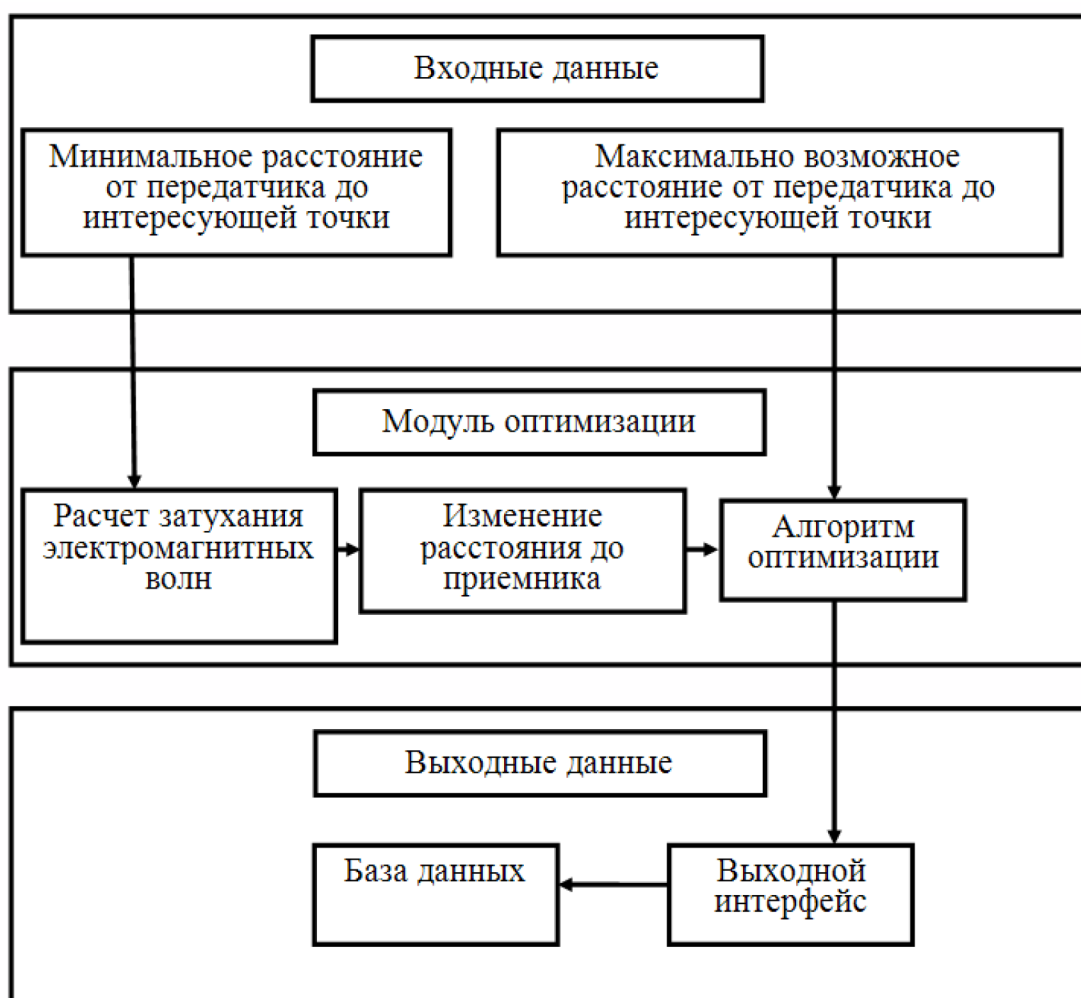 Входные данные
Минимальное расстояние
от передатчика до
интересующей точки
Максимально возможное
расстояние от передатчика до
интересующей точки
Модуль оптимизации
Расчет затухания
электромагнитных
волн
Изменение
расстояния до
приемника
Алгоритм
оптимизации
Выходные данные
База данных
Выходной
интерфейс